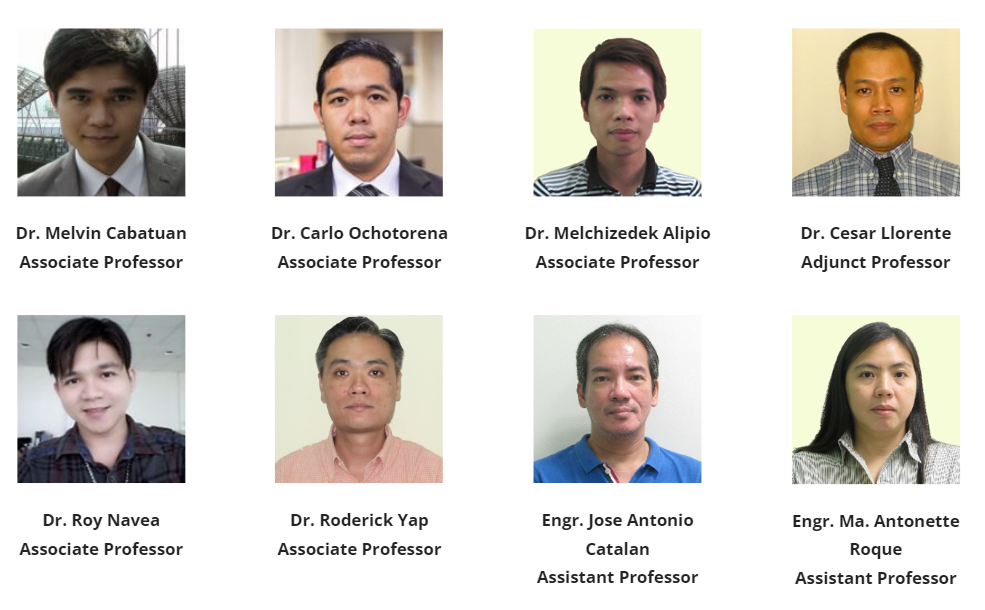 Dr. Melvin Cabatuan
Associate Professor
Dr. Carlo Ochotorena
Associate Professor
Dr. Melchizedek Alipio
Associate Professor
Dr. Cesar Llorente
Adjunct Professor
Dr. Roy Navea
Associate Professor
Dr. Roderick Yap
Associate Professor
Engr. Jose Antonio
Catalan
Assistant Professor
Engr. Ma. Antonette
Roque
Assistant Professor